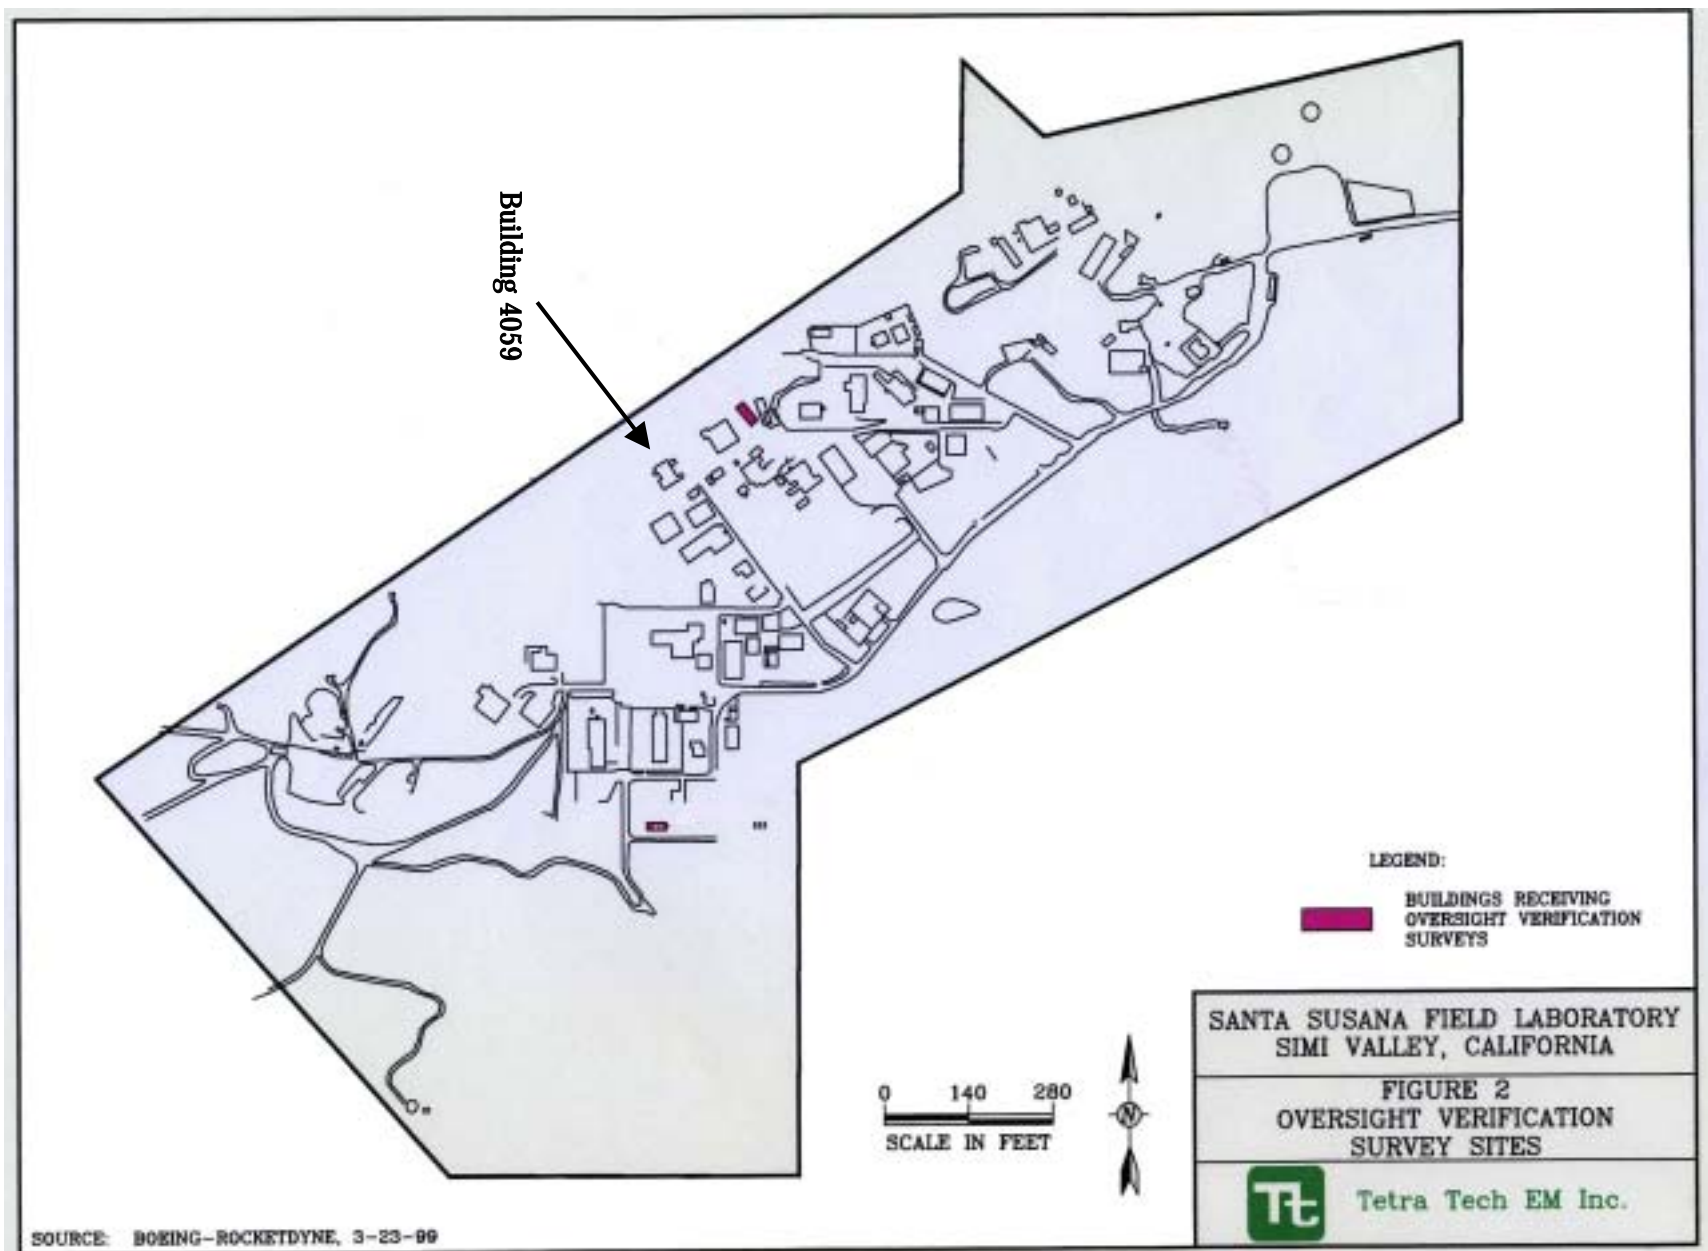 Building 4059
LEGEND:
BUILDINGS RECEIVING
OVERSIGHT VERIFICATION
SURVEYS
0 140 280
SCALE IN FEET
N
SANTA SUSANA FIELD LABORATORY
SIMI VALLEY, CALIFORNIA
FIGURE 2
OVERSIGHT VERIFICATION
SURVEY SITES
Tt Tetra Tech EM Inc.
SOURCE: BOEING-ROCKETDYNE, 3-23-99